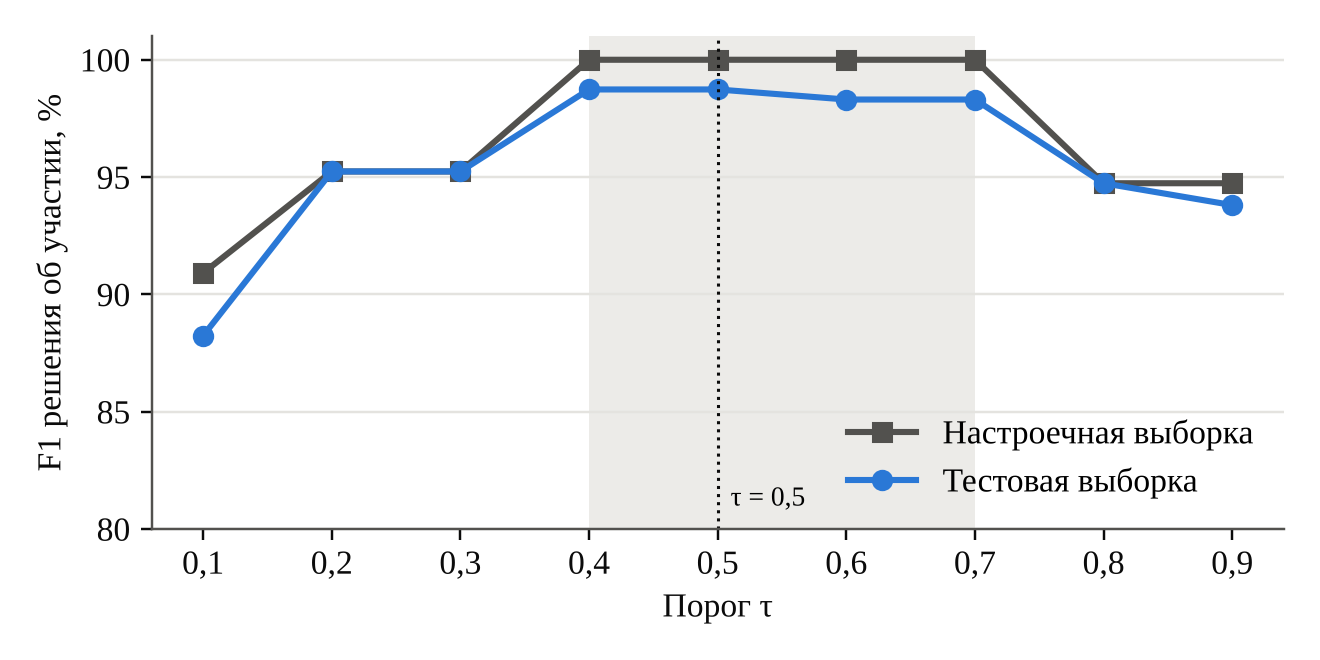 F1 решения об участии, %
100
95
90
85
80
Настроечная выборка
Тестовая выборка
τ = 0,5
0,1 0,2 0,3 0,4 0,5 0,6 0,7 0,8 0,9
Порог τ